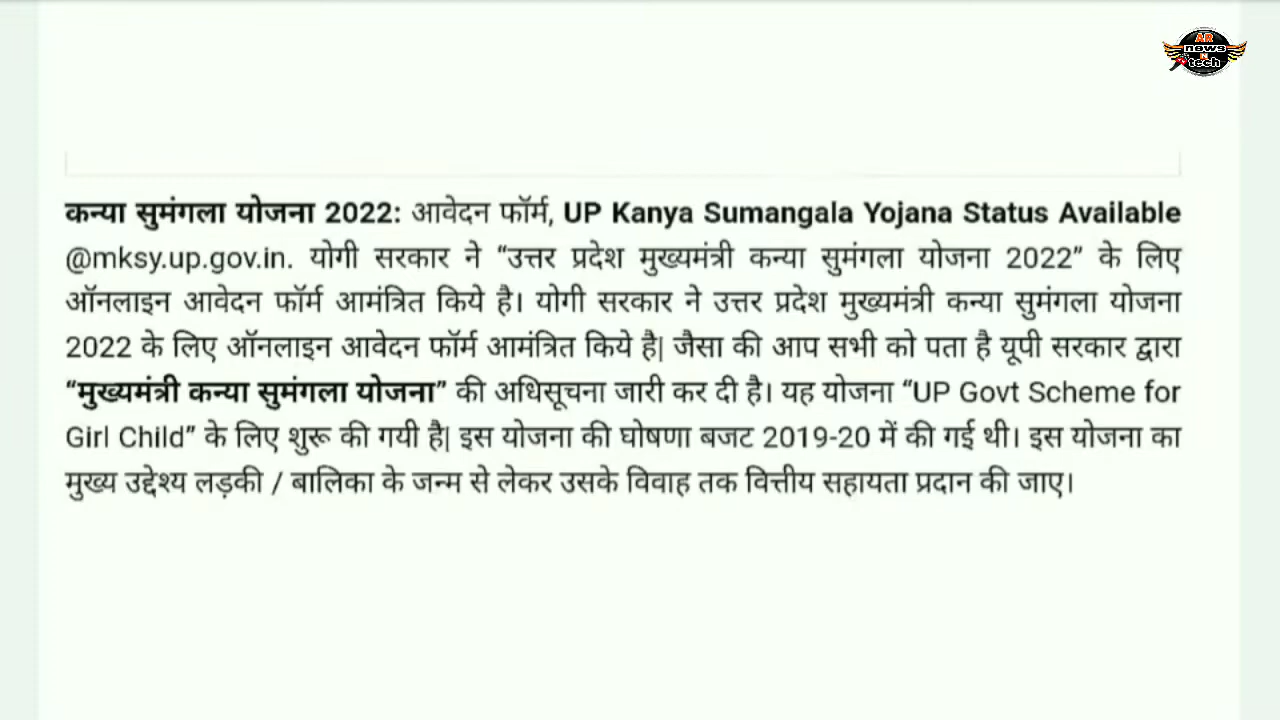 AR
news
N
tech
कन्या सुमंगला योजना 2022: आवेदन फॉर्म, UP Kanya Sumangala Yojana Status Available
@mksy.up.gov.in. योगी सरकार ने “उत्तर प्रदेश मुख्यमंत्री कन्या सुमंगला योजना 2022” के लिए
ऑनलाइन आवेदन फॉर्म आमंत्रित किये है। योगी सरकार ने उत्तर प्रदेश मुख्यमंत्री कन्या सुमंगला योजना
2022 के लिए ऑनलाइन आवेदन फॉर्म आमंत्रित किये है| जैसा की आप सभी को पता है यूपी सरकार द्वारा
“मुख्यमंत्री कन्या सुमंगला योजना” की अधिसूचना जारी कर दी है। यह योजना “UP Govt Scheme for
Girl Child” के लिए शुरू की गयी है| इस योजना की घोषणा बजट 2019-20 में की गई थी। इस योजना का
मुख्य उद्देश्य लड़की / बालिका के जन्म से लेकर उसके विवाह तक वित्तीय सहायता प्रदान की जाए।